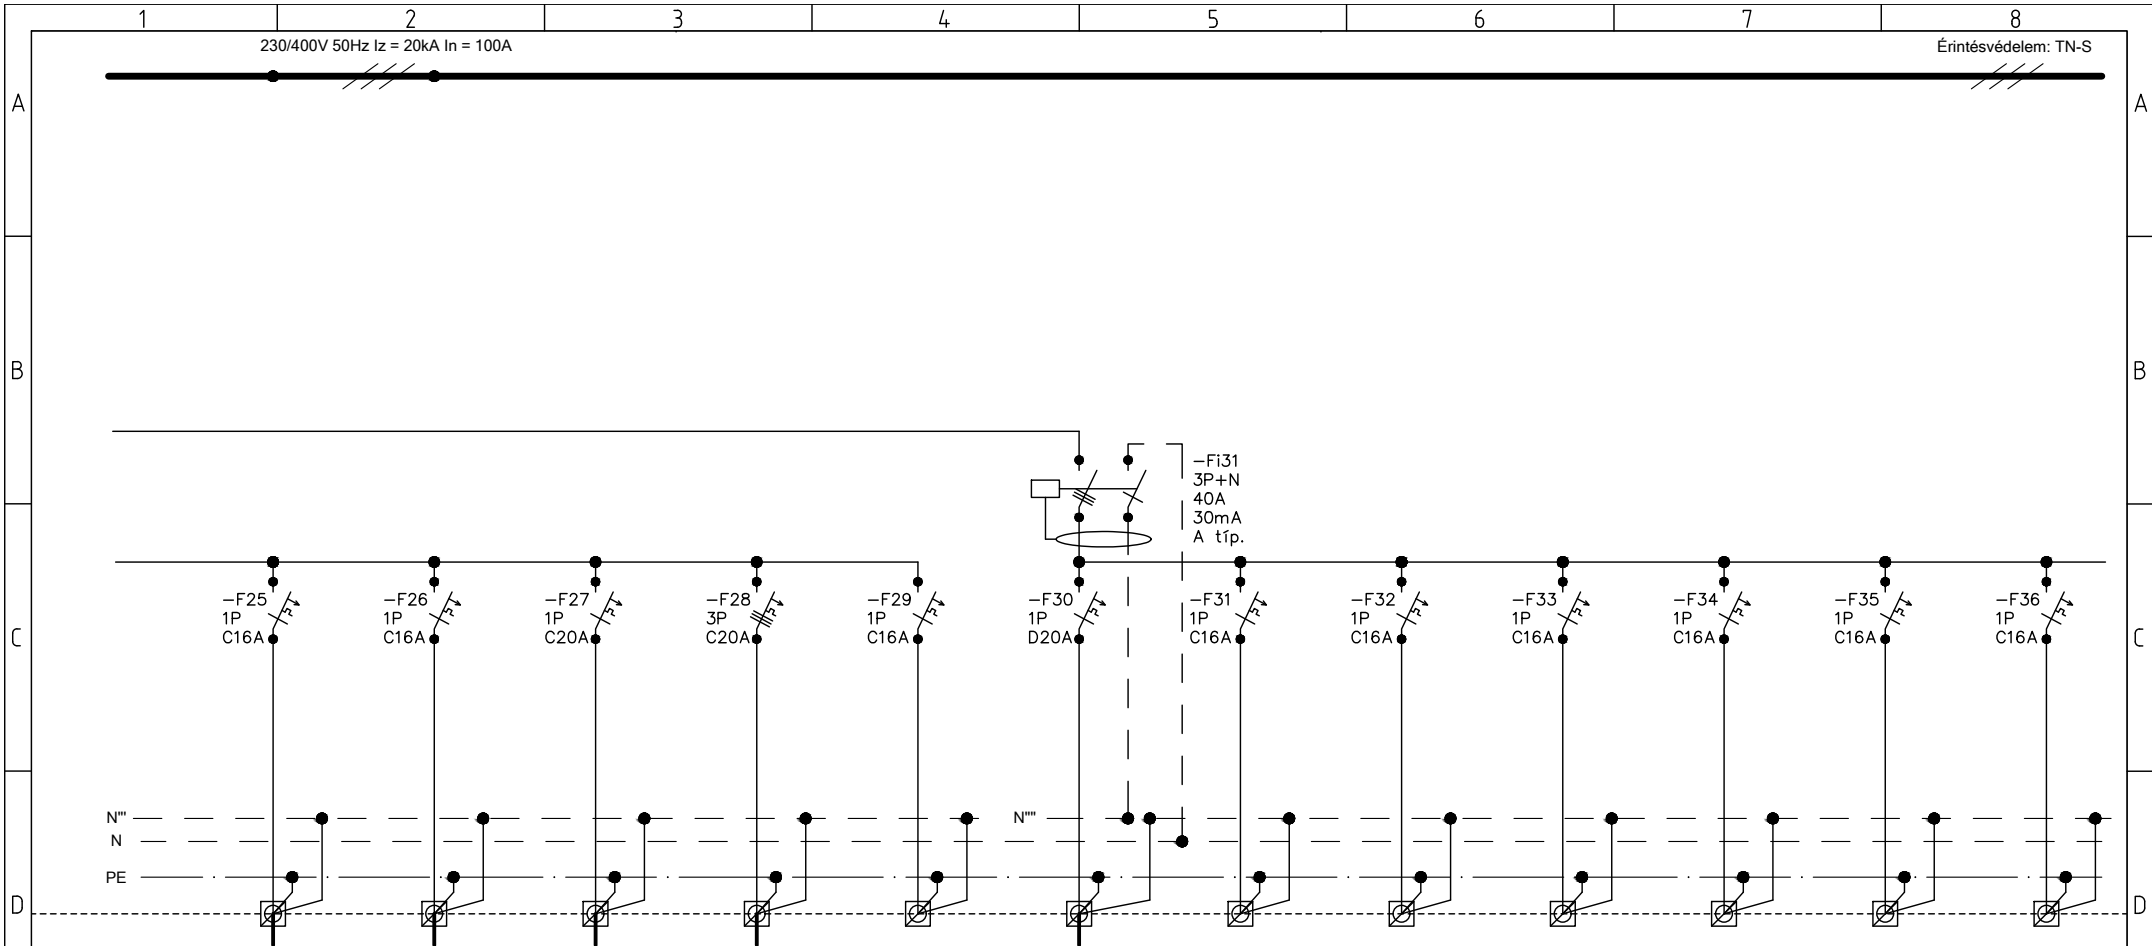 1 2 3 4 5 6 7 8
230/400V 50Hz Iz = 20kA In = 100A
Érintésvédelem: TN-S
A A
B B
-Fi31
3P+N
40A
30mA
A típ.
-F25
1P
C16A
-F26
1P
C16A
-F27
1P
C20A
-F28
3P
C20A
-F29
1P
C16A
-F30
1P
D20A
-F31
1P
C16A
-F32
1P
C16A
-F33
1P
C16A
-F34
1P
C16A
-F35
1P
C16A
-F36
1P
C16A
C C
N''' N''''
N
PE
D D